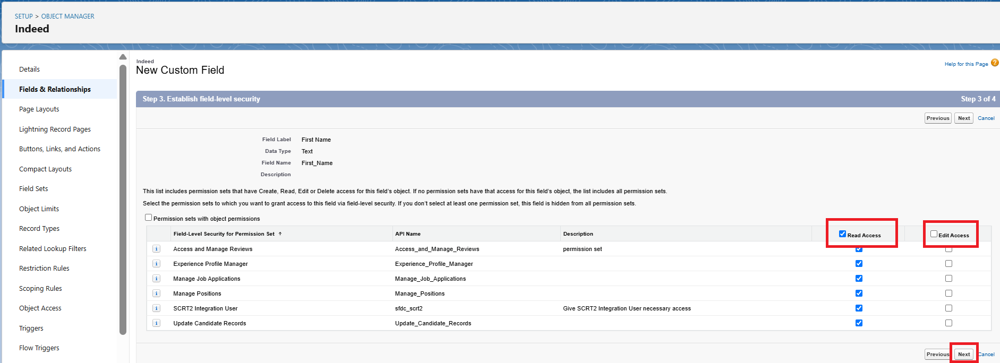 SETUP > OBJECT MANAGER
Indeed
Details
Fields & Relationships
Page Layouts
Lightning Record Pages
Buttons, Links, and Actions
Compact Layouts
Field Sets
Object Limits
Record Types
Related Lookup Filters
Restriction Rules
Scoping Rules
Object Access
Triggers
Flow Triggers
Indeed
New Custom Field
Help for this Page ?
Step 3. Establish field-level security Step 3 of 4
Previous Next Cancel
Field Label First Name
Data Type Text
Field Name First_Name
Description
This list includes permission sets that have Create, Read, Edit or Delete access for this field's object. If no permission sets have that access for this field's object, the list includes all permission sets.
Select the permission sets to which you want to grant access to this field via field-level security. If you don't select at least one permission set, this field is hidden from all permission sets.
Permission sets with object permissions
Field-Level Security for Permission Set ↑ API Name Description Read Access Edit Access
i Access and Manage Reviews Access_and_Manage_Reviews permission set
i Experience Profile Manager Experience_Profile_Manager
i Manage Job Applications Manage_Job_Applications
i Manage Positions Manage_Positions
i SCRT2 Integration User sfdc_scrt2 Give SCRT2 Integration User necessary access
i Update Candidate Records Update_Candidate_Records
Previous Next Cancel